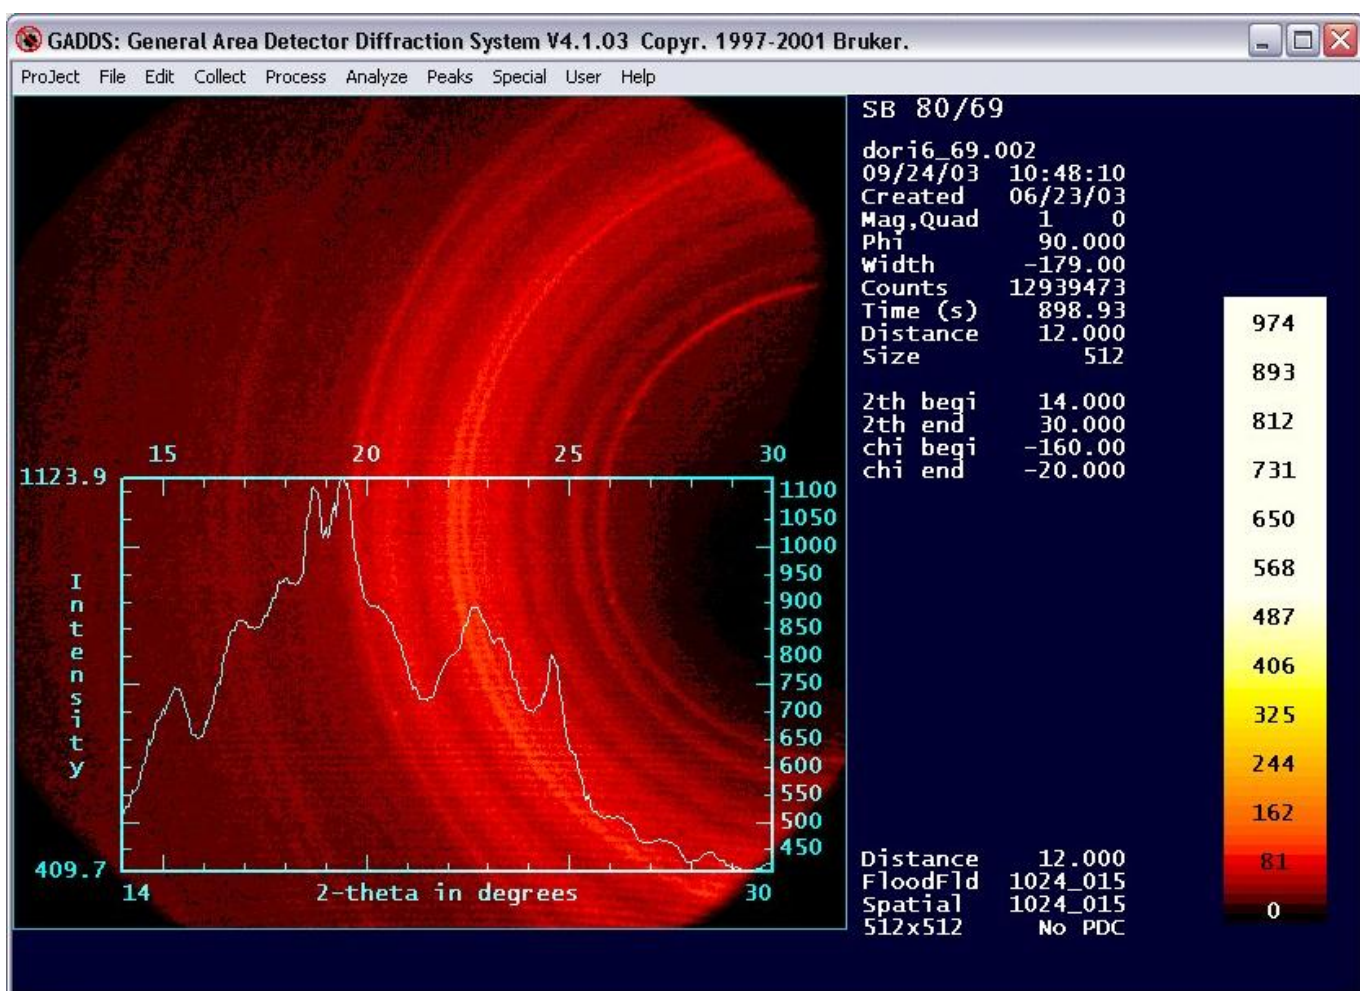 GADDS: General Area Detector Diffraction System V4.1.03 Copyr. 1997-2001 Bruker.
ProJect File Edit Collect Process Analyze Peaks Special User Help
SB 80/69
dori6_69.002
09/24/03 10:48:10
Created 06/23/03
Mag,Quad 1 0
Phi 90.000
Width -179.00
Counts 12939473
Time (s) 898.93
Distance 12.000
Size 512
2th begi 14.000
2th end 30.000
chi begi -160.00
chi end -20.000
15 20 25 30
1123.9
1100
1050
1000
950
900
850
800
750
700
650
600
550
500
450
Intensity
409.7
14 2-theta in degrees 30
974
893
812
731
650
568
487
406
325
244
162
81
0
Distance 12.000
FloodFld 1024_015
Spatial 1024_015
512x512 No PDC